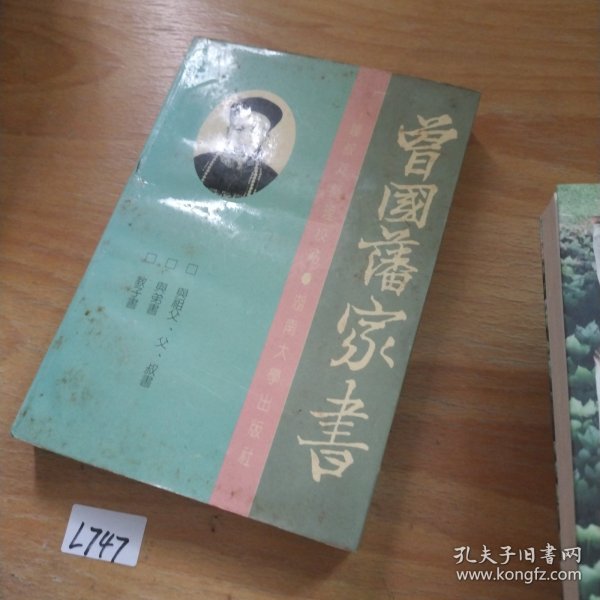 曾國藩家書
湖南大學出版社
□ 與祖父、父、叔書
□ 與弟書
□ 教子書
L747
孔夫子旧書网
www.kongfz.com